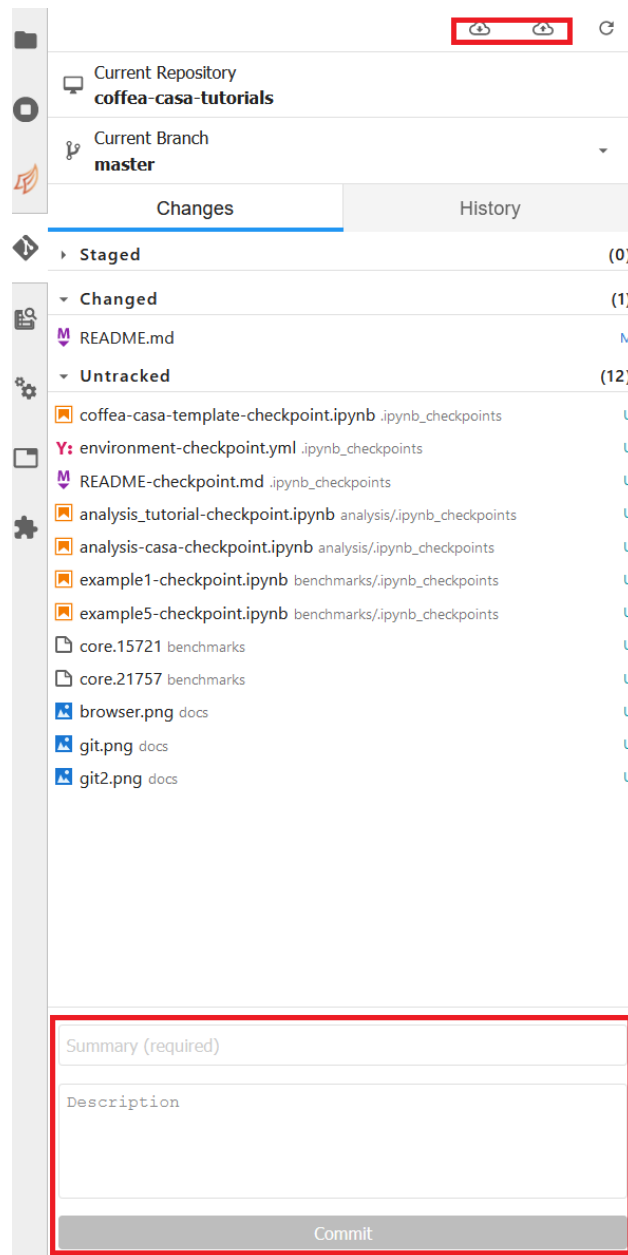 Current Repository
coffea-casa-tutorials
Current Branch
master
Changes History
Staged (0)
Changed (1)
README.md M
Untracked (12)
coffea-casa-template-checkpoint.ipynb .ipynb_checkpoints U
Y: environment-checkpoint.yml .ipynb_checkpoints U
README-checkpoint.md .ipynb_checkpoints U
analysis_tutorial-checkpoint.ipynb analysis/.ipynb_checkpoints U
analysis-casa-checkpoint.ipynb analysis/.ipynb_checkpoints U
example1-checkpoint.ipynb benchmarks/.ipynb_checkpoints U
example5-checkpoint.ipynb benchmarks/.ipynb_checkpoints U
core.15721 benchmarks U
core.21757 benchmarks U
browser.png docs U
git.png docs U
git2.png docs U
Summary (required)
Description
Commit